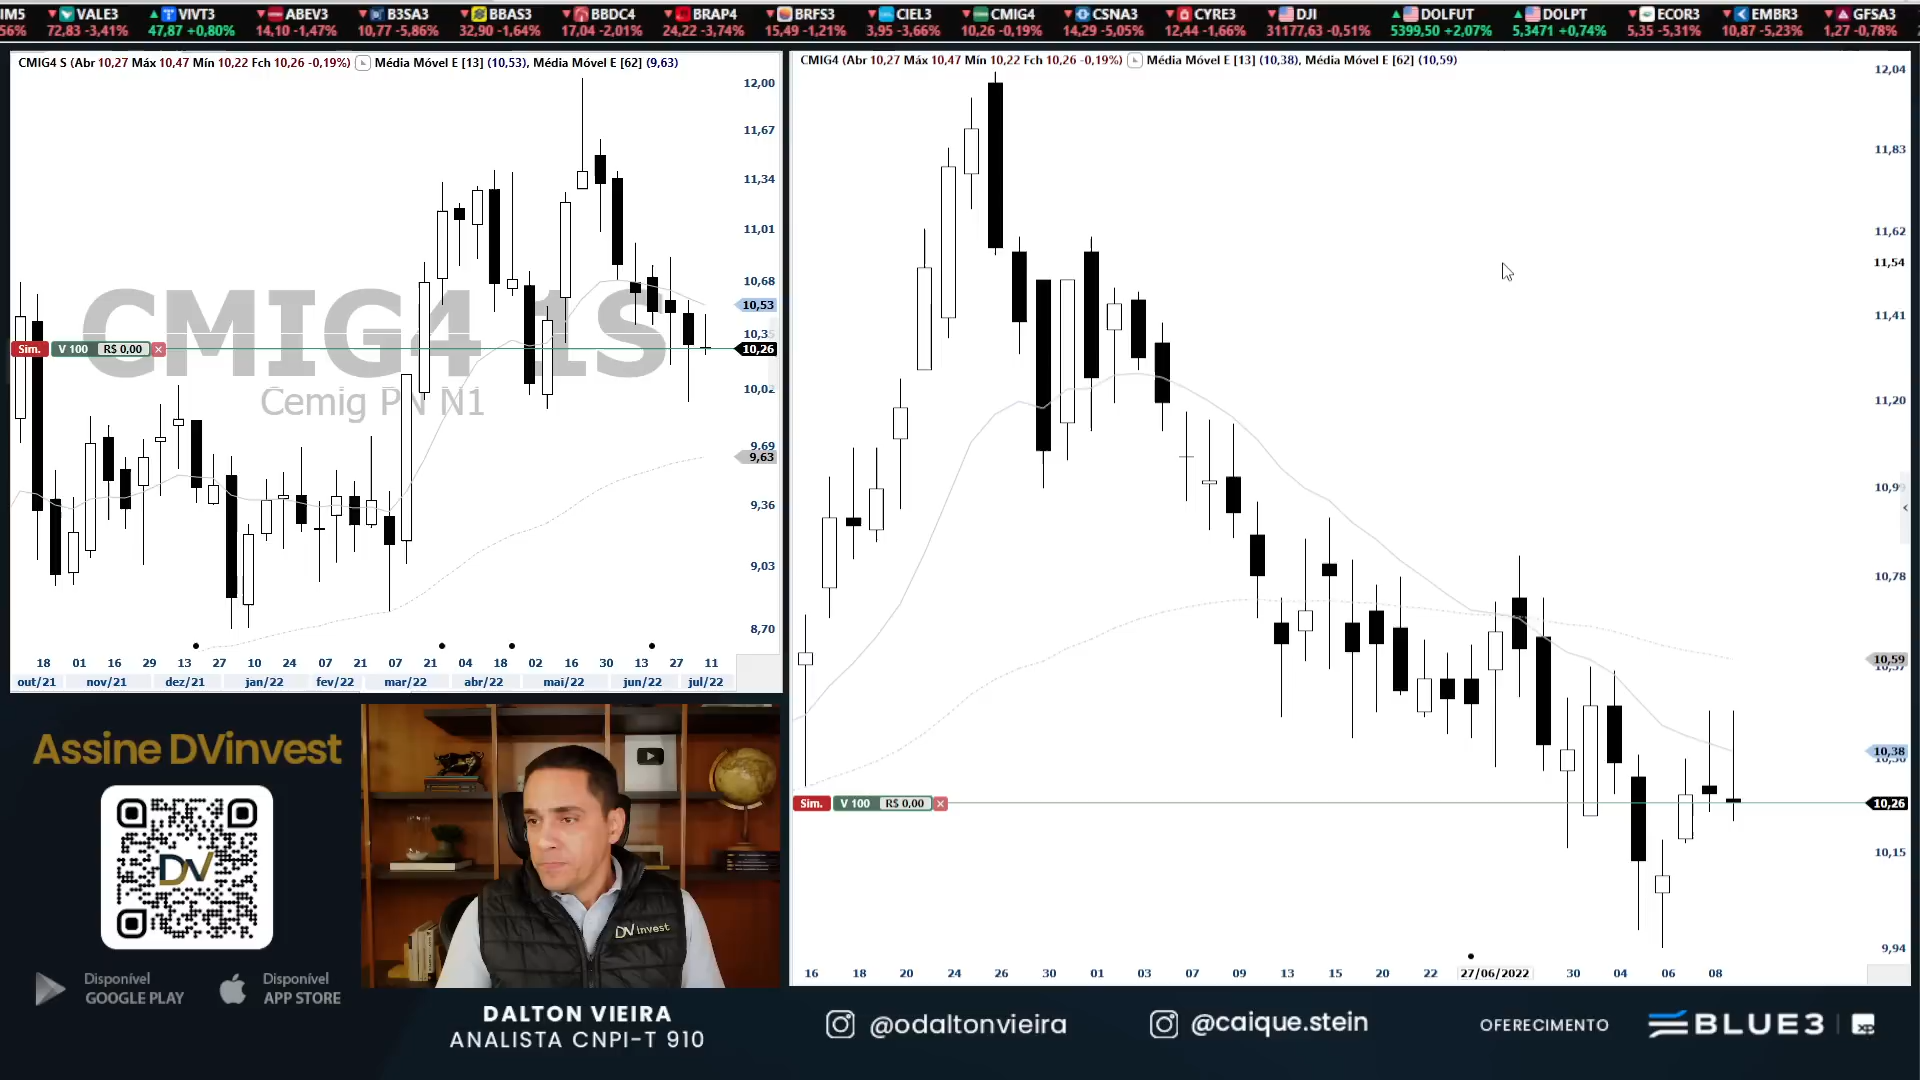 IM5 VALE3 VIVT3 ABEV3 B3SA3 BBAS3 BBDC4 BRAP4 BRFS3 CIEL3 CMIG4 CSNA3 CYRE3 DJI DOLFUT DOLPT ECOR3 EMBR3 GFSA3
56% 72,83 -3,41% 47,87 +0,80% 14,10 -1,47% 10,77 -5,86% 32,90 -1,64% 17,04 -2,01% 24,22 -3,74% 15,49 -1,21% 3,95 -3,66% 10,26 -0,19% 14,29 -5,05% 12,44 -1,66% 31177,63 -0,51% 5399,50 +2,07% 5,3471 +0,74% 5,35 -5,31% 10,87 -5,23% 1,27 -0,78%
CMIG4 S (Abr 10,27 Máx 10,47 Mín 10,22 Fch 10,26 -0,19%) Média Móvel E [13] (10,53), Média Móvel E [62] (9,63)
12,00
11,67
11,34
11,01
10,68
10,53
10,35
10,26
10,02
9,69
9,63
9,36
9,03
8,70
CMIG4 1S
Cemig PN N1
Sim. V 100 R$ 0,00
18 01 16 29 13 27 10 24 07 21 07 21 04 18 02 16 30 13 27 11
out/21 nov/21 dez/21 jan/22 fev/22 mar/22 abr/22 mai/22 jun/22 jul/22
CMIG4 (Abr 10,27 Máx 10,47 Mín 10,22 Fch 10,26 -0,19%) Média Móvel E [13] (10,38), Média Móvel E [62] (10,59)
12,04
11,83
11,62
11,54
11,41
11,20
10,78
10,59
10,38
10,26
10,15
9,94
Sim. V 100 R$ 0,00
16 18 20 24 26 30 01 03 07 09 13 15 20 22 27/06/2022 30 04 06 08
Assine DVinvest
DV
Disponível
GOOGLE PLAY
Disponível
APP STORE
DV invest
DALTON VIEIRA
ANALISTA CNPI-T 910
@odaltonvieira
@caique.stein
OFERECIMENTO
BLUE3
xp